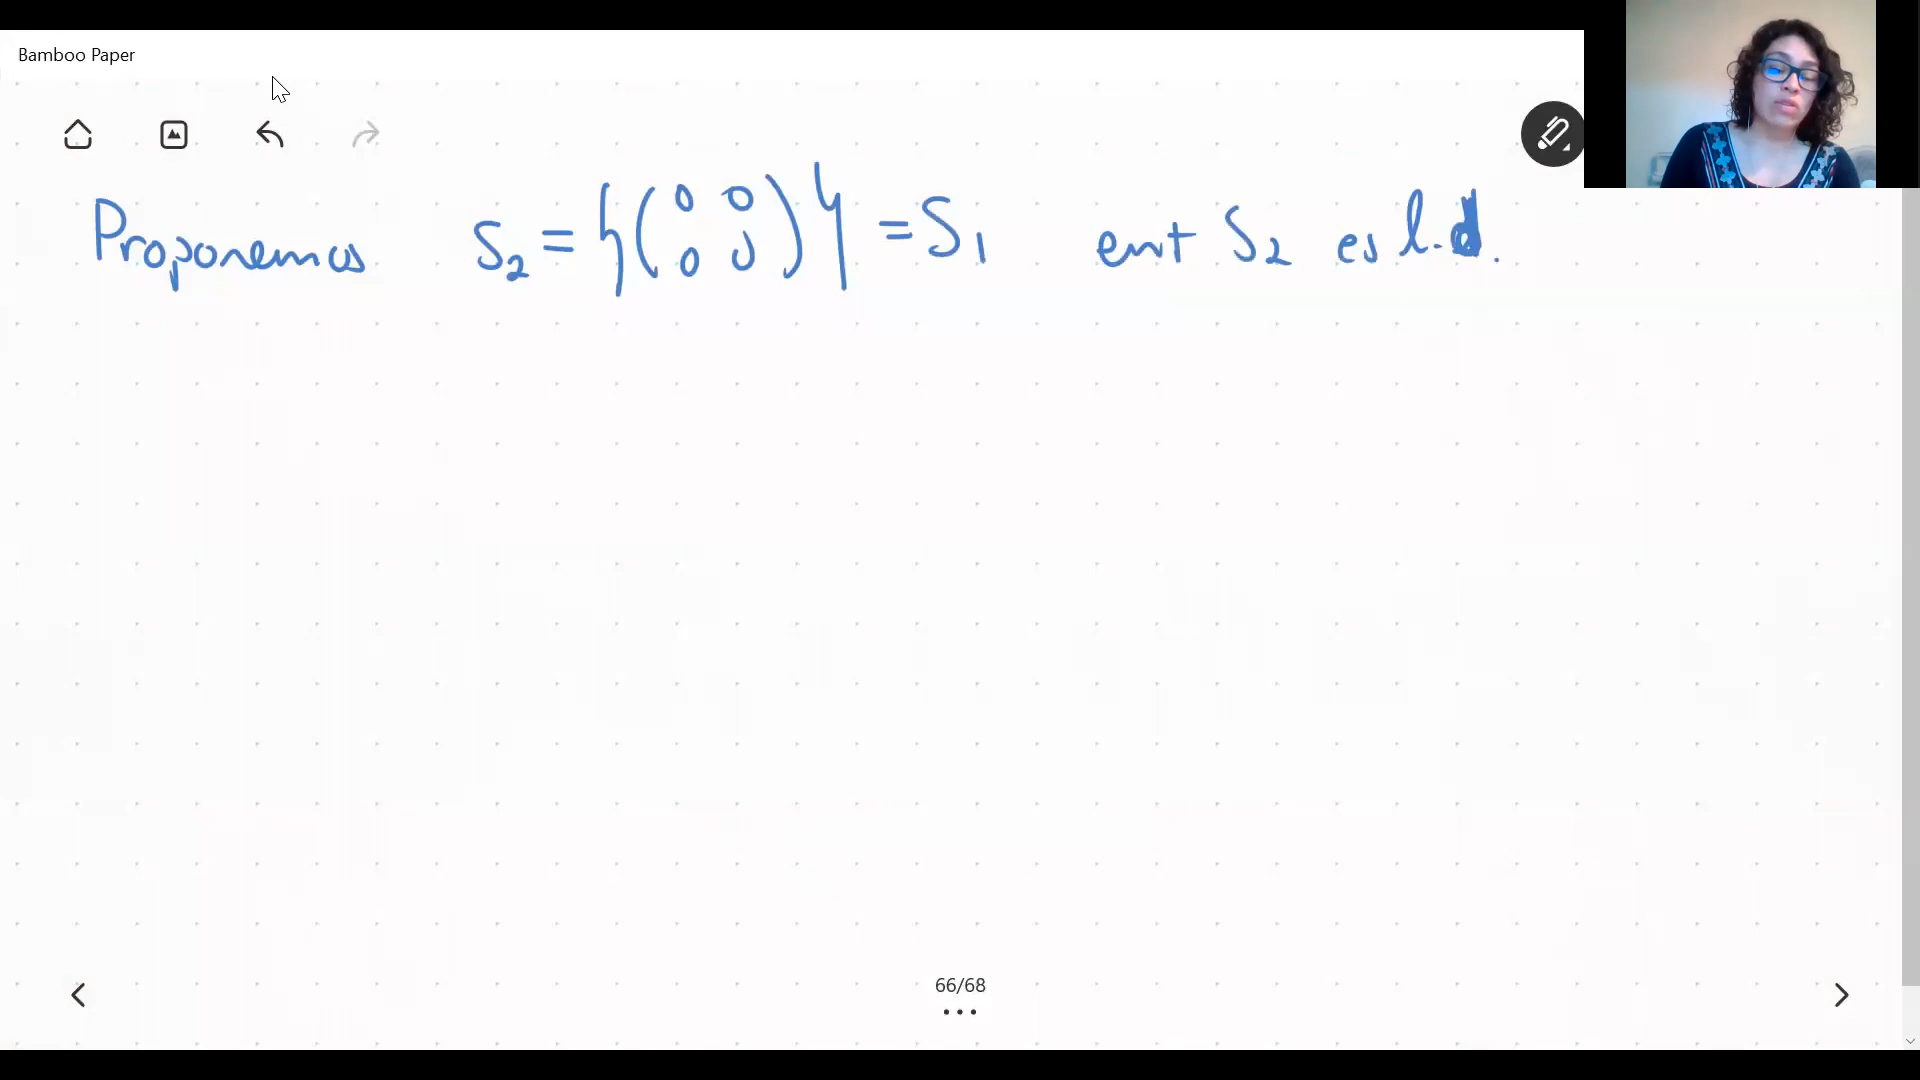 Bamboo Paper
Proponemos S₂ = {(0 0 0 0)} = S₁ ent S₂ es l.d.
66/68